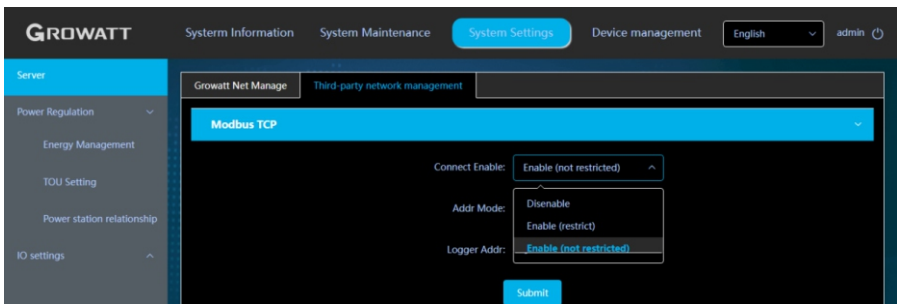 GROWATT
Systerm Information
System Maintenance
System Settings
Device management
English
admin
Server
Growatt Net Manage
Third-party network management
Power Regulation
Modbus TCP
Energy Management
Connect Enable:
Enable (not restricted)
TOU Setting
Addr Mode:
Disenable
Enable (restrict)
Power station relationship
Logger Addr:
Enable (not restricted)
IO settings
Submit